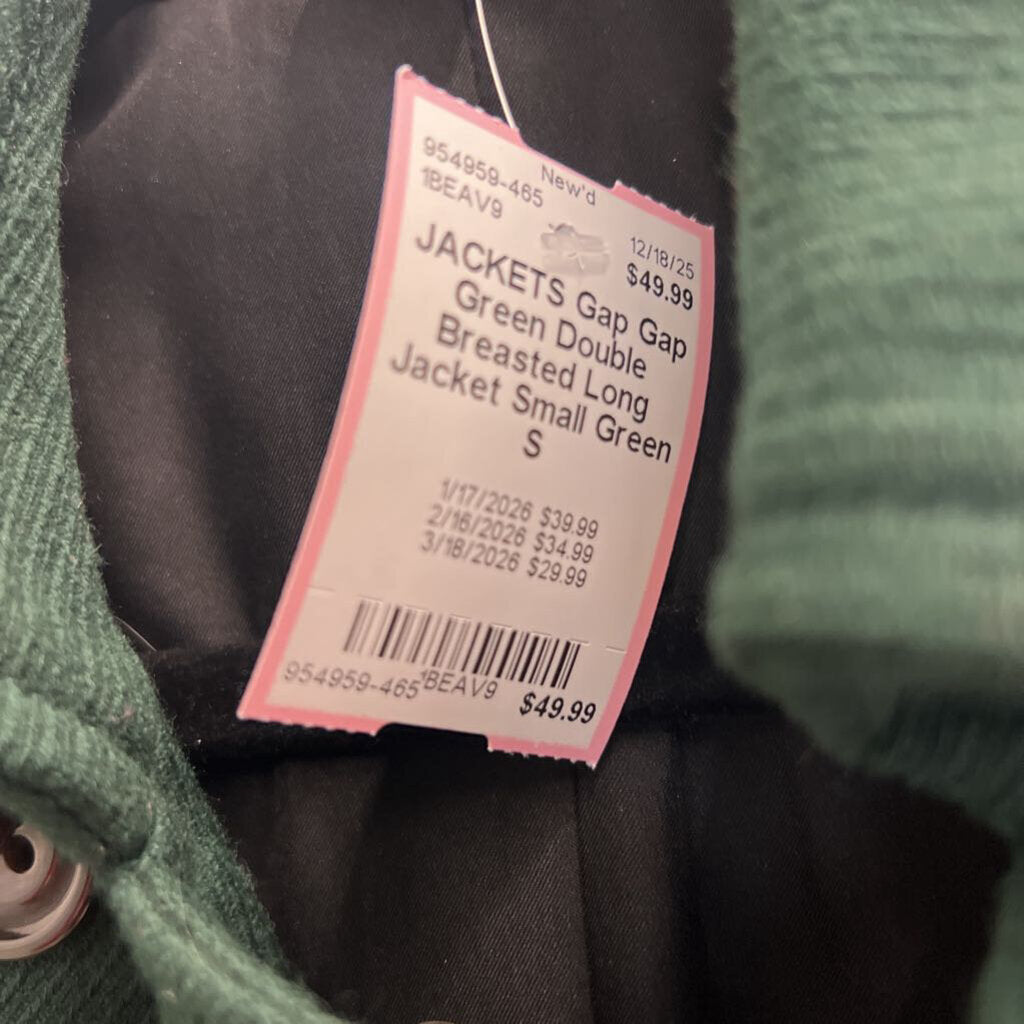 New'd
954959-465
1BEAV9
12/18/25
$49.99
JACKETS Gap Gap
Green Double
Breasted Long
Jacket Small Green
S
1/17/2026 $39.99
2/16/2026 $34.99
3/18/2026 $29.99
954959-465 1BEAV9 $49.99